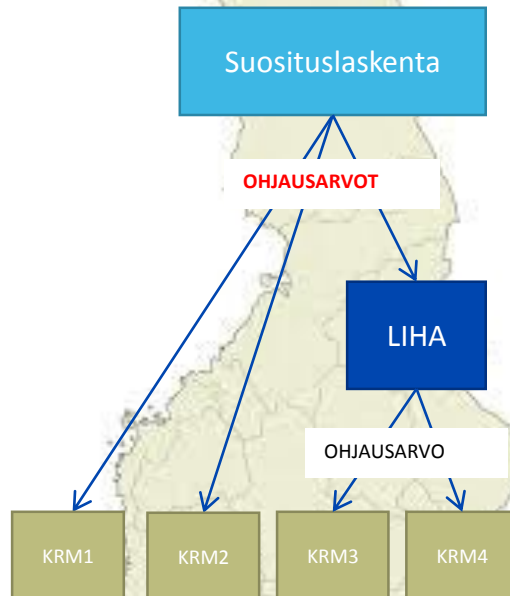 Suosituslaskenta
OHJAUSARVOT
LIHA
OHJAUSARVO
KRM1
KRM2
KRM3
KRM4